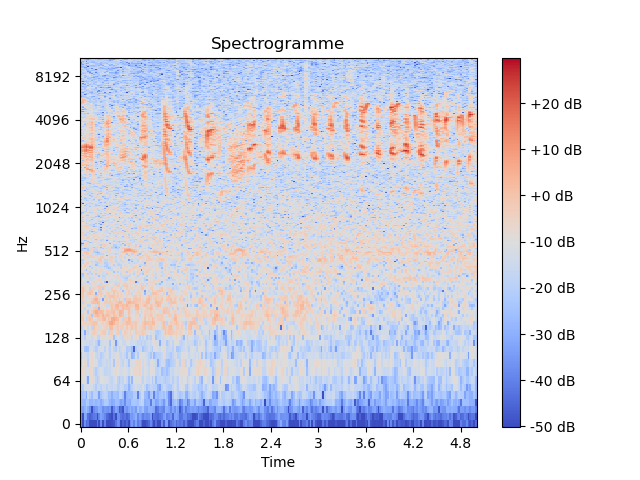 Spectrogramme
8192
4096
2048
1024
512
256
128
64
0
Hz
0 0.6 1.2 1.8 2.4 3 3.6 4.2 4.8
Time
+20 dB
+10 dB
+0 dB
-10 dB
-20 dB
-30 dB
-40 dB
-50 dB